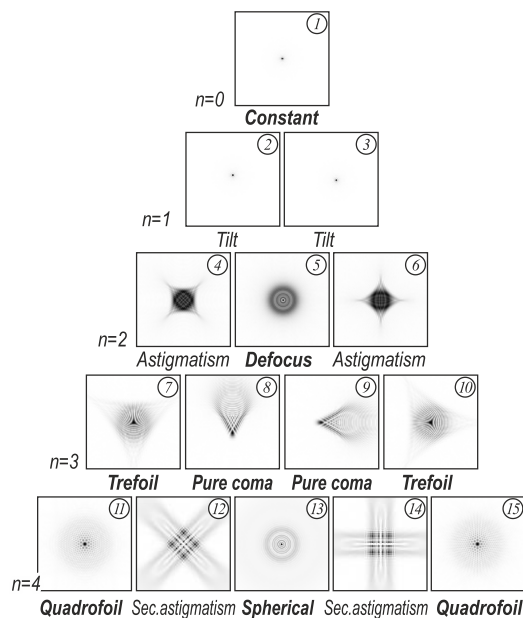 1
n=0
Constant
2 3
n=1
Tilt Tilt
4 5 6
n=2
Astigmatism Defocus Astigmatism
7 8 9 10
n=3
Trefoil Pure coma Pure coma Trefoil
11 12 13 14 15
n=4
Quadrofoil Sec.astigmatism Spherical Sec.astigmatism Quadrofoil